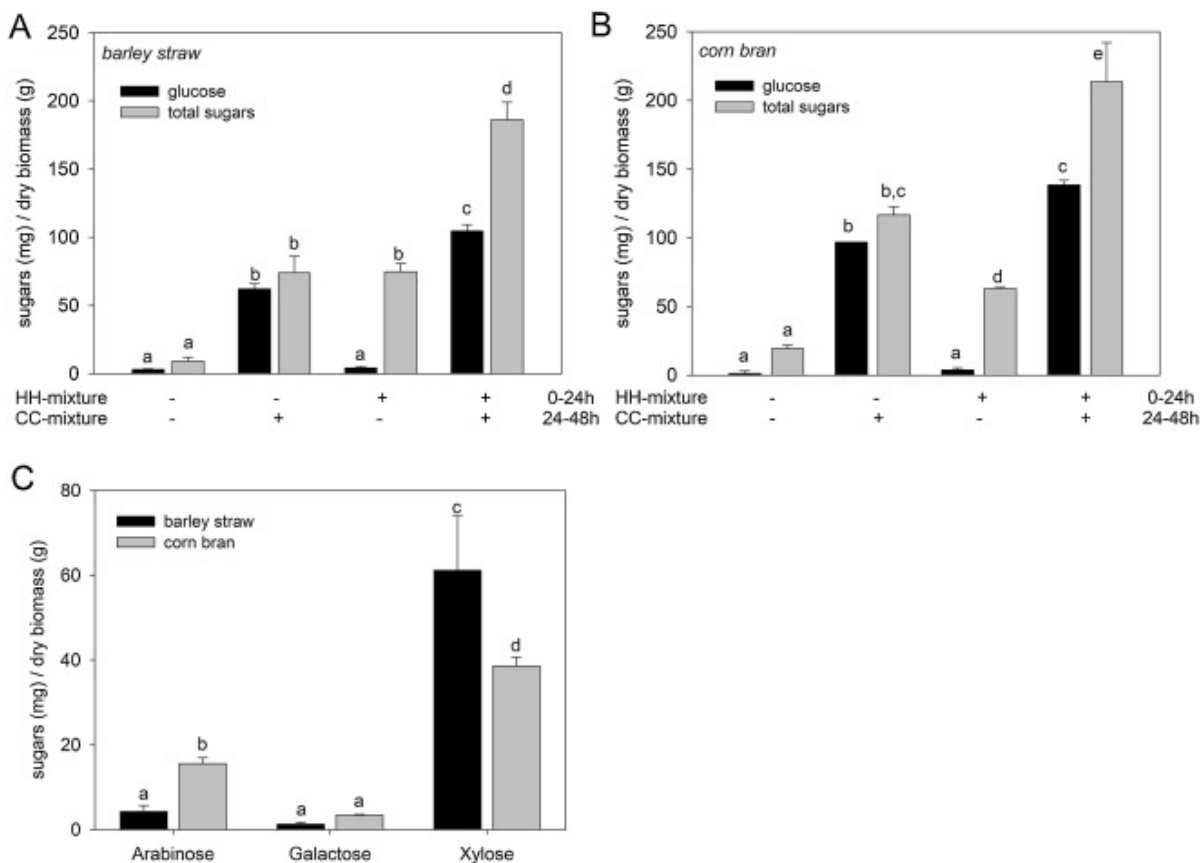 A
barley straw
glucose
total sugars
sugars (mg) / dry biomass (g)
250
200
150
100
50
0
a
a
b
b
a
b
c
d
HH-mixture - - + + 0-24h
CC-mixture - + - + 24-48h
B
corn bran
glucose
total sugars
sugars (mg) / dry biomass (g)
250
200
150
100
50
0
a
a
b
b,c
a
d
c
e
HH-mixture - - + + 0-24h
CC-mixture - + - + 24-48h
C
barley straw
corn bran
sugars (mg) / dry biomass (g)
80
60
40
20
0
a
b
a
a
c
d
Arabinose Galactose Xylose